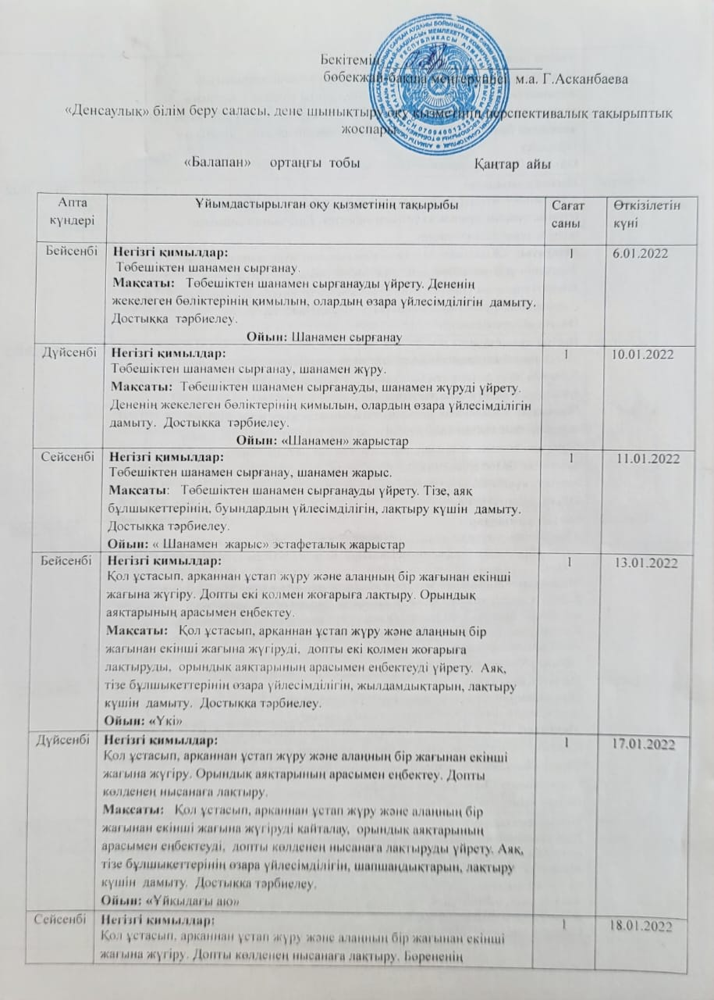 Бекітемін
бөбекжай-бақша меңгерушісі м.а. Г.Асканбаева
«Денсаулық» білім беру саласы, дене шынықтыру оқу қызметінің перспективалық тақырыптық
жоспары
«Балапан» ортаңғы тобы Қаңтар айы
Апта күндері Ұйымдастырылған оқу қызметінің тақырыбы Сағат саны Өткізілетін күні
Бейсенбі Негізгі қимылдар: 1 6.01.2022
Төбешіктен шанамен сырғанау.
Мақсаты: Төбешіктен шанамен сырғанауды үйрету. Дененің
жекелеген бөліктерінің қимылын, олардың өзара үйлесімділігін дамыту.
Достыққа тәрбиелеу.
Ойын: Шанамен сырғанау
Дүйсенбі Негізгі қимылдар: 1 10.01.2022
Төбешіктен шанамен сырғанау, шанамен жүру.
Мақсаты: Төбешіктен шанамен сырғанауды, шанамен жүруді үйрету.
Дененің жекелеген бөліктерінің қимылын, олардың өзара үйлесімділігін
дамыту. Достыққа тәрбиелеу.
Ойын: «Шанамен» жарыстар
Сейсенбі Негізгі қимылдар: 1 11.01.2022
Төбешіктен шанамен сырғанау, шанамен жарыс.
Мақсаты: Төбешіктен шанамен сырғанауды үйрету. Тізе, аяқ
бұлшықеттерінің, буындардың үйлесімділігін, лақтыру күшін дамыту.
Достыққа тәрбиелеу.
Ойын: « Шанамен жарыс» эстафеталық жарыстар
Бейсенбі Негізгі қимылдар: 1 13.01.2022
Қол ұстасып, арқаннан ұстап жүру және алаңның бір жағынан екінші
жағына жүгіру. Допты екі қолмен жоғарыға лақтыру. Орындық
аяқтарының арасымен еңбектеу.
Мақсаты: Қол ұстасып, арқаннан ұстап жүру және алаңның бір
жағынан екінші жағына жүгіруді, допты екі қолмен жоғарыға
лақтыруды, орындық аяқтарының арасымен еңбектеуді үйрету. Аяқ,
тізе бұлшықеттерінің өзара үйлесімділігін, жылдамдықтарын, лақтыру
күшін дамыту. Достыққа тәрбиелеу.
Ойын: «Үкі»
Дүйсенбі Негізгі қимылдар: 1 17.01.2022
Қол ұстасып, арқаннан ұстап жүру және алаңның бір жағынан екінші
жағына жүгіру. Орындық аяқтарының арасымен еңбектеу. Допты
көлденең нысанаға лақтыру.
Мақсаты: Қол ұстасып, арқаннан ұстап жүру және алаңның бір
жағынан екінші жағына жүгіруді қайталау, орындық аяқтарының
арасымен еңбектеуді, допты көлденең нысанаға лақтыруды үйрету. Аяқ,
тізе бұлшықеттерінің өзара үйлесімділігін, шапшаңдықтарын, лақтыру
күшін дамыту. Достыққа тәрбиелеу.
Ойын: «Ұйқыдағы аю»
Сейсенбі Негізгі қимылдар: 1 18.01.2022
Қол ұстасып, арқаннан ұстап жүру және алаңның бір жағынан екінші
жағына жүгіру. Допты көлденең нысанаға лақтыру. Бөрененің